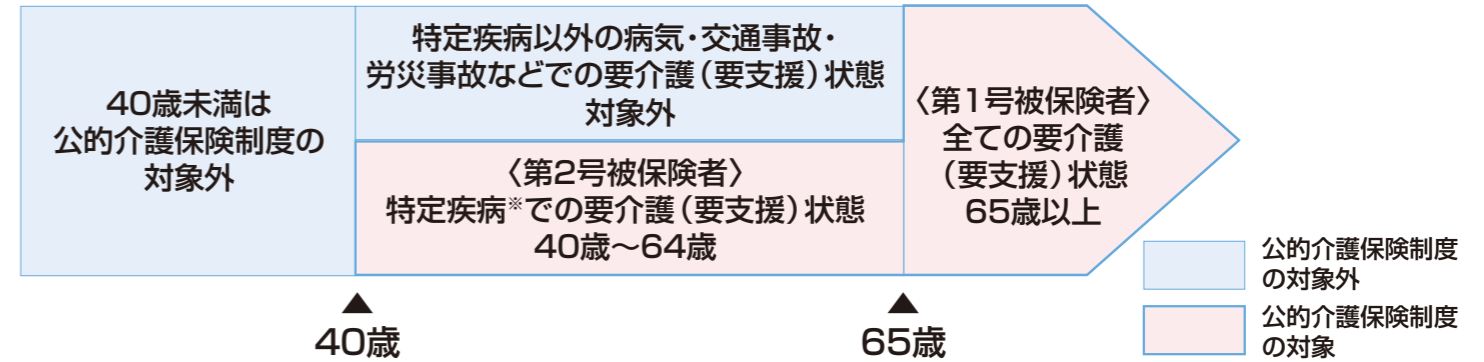 40歳未満は
公的介護保険制度の
対象外
特定疾病以外の病気・交通事故・
労災事故などでの要介護(要支援)状態
対象外
〈第2号被保険者〉
特定疾病※での要介護(要支援)状態
40歳〜64歳
〈第1号被保険者〉
全ての要介護
(要支援)状態
65歳以上
▲
40歳
▲
65歳
公的介護保険制度
の対象外
公的介護保険制度
の対象